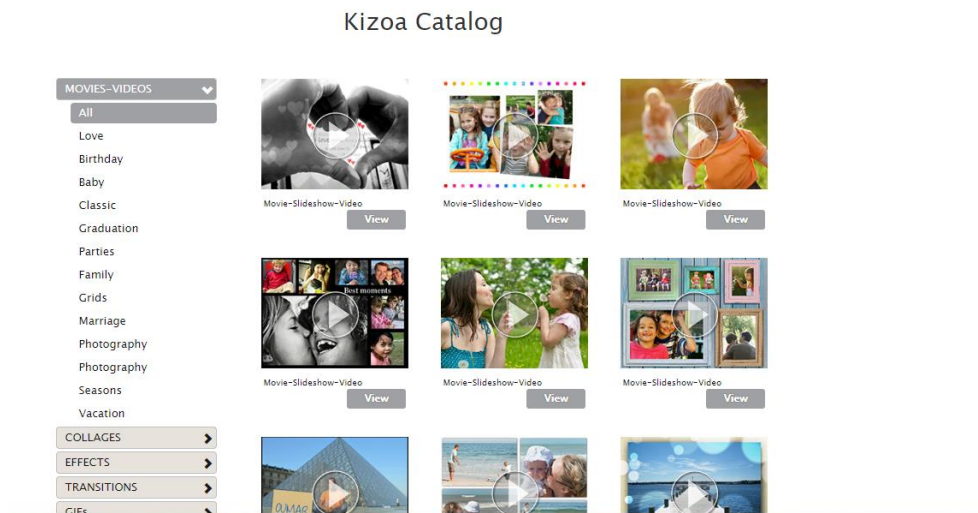 Kizoa Catalog
MOVIES-VIDEOS
All
Love
Birthday
Baby
Classic
Graduation
Parties
Family
Grids
Marriage
Photography
Photography
Seasons
Vacation
COLLAGES
EFFECTS
TRANSITIONS
GIFs
Movie-Slideshow-Video
View
Movie-Slideshow-Video
View
Movie-Slideshow-Video
View
Best moments
Movie-Slideshow-Video
View
Movie-Slideshow-Video
View
Movie-Slideshow-Video
View
OUMAR